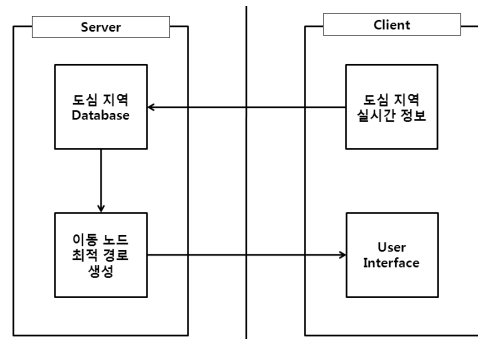 Server
Client
도심 지역
Database
도심 지역
실시간 정보
이동 노드
최적 경로
생성
User
Interface